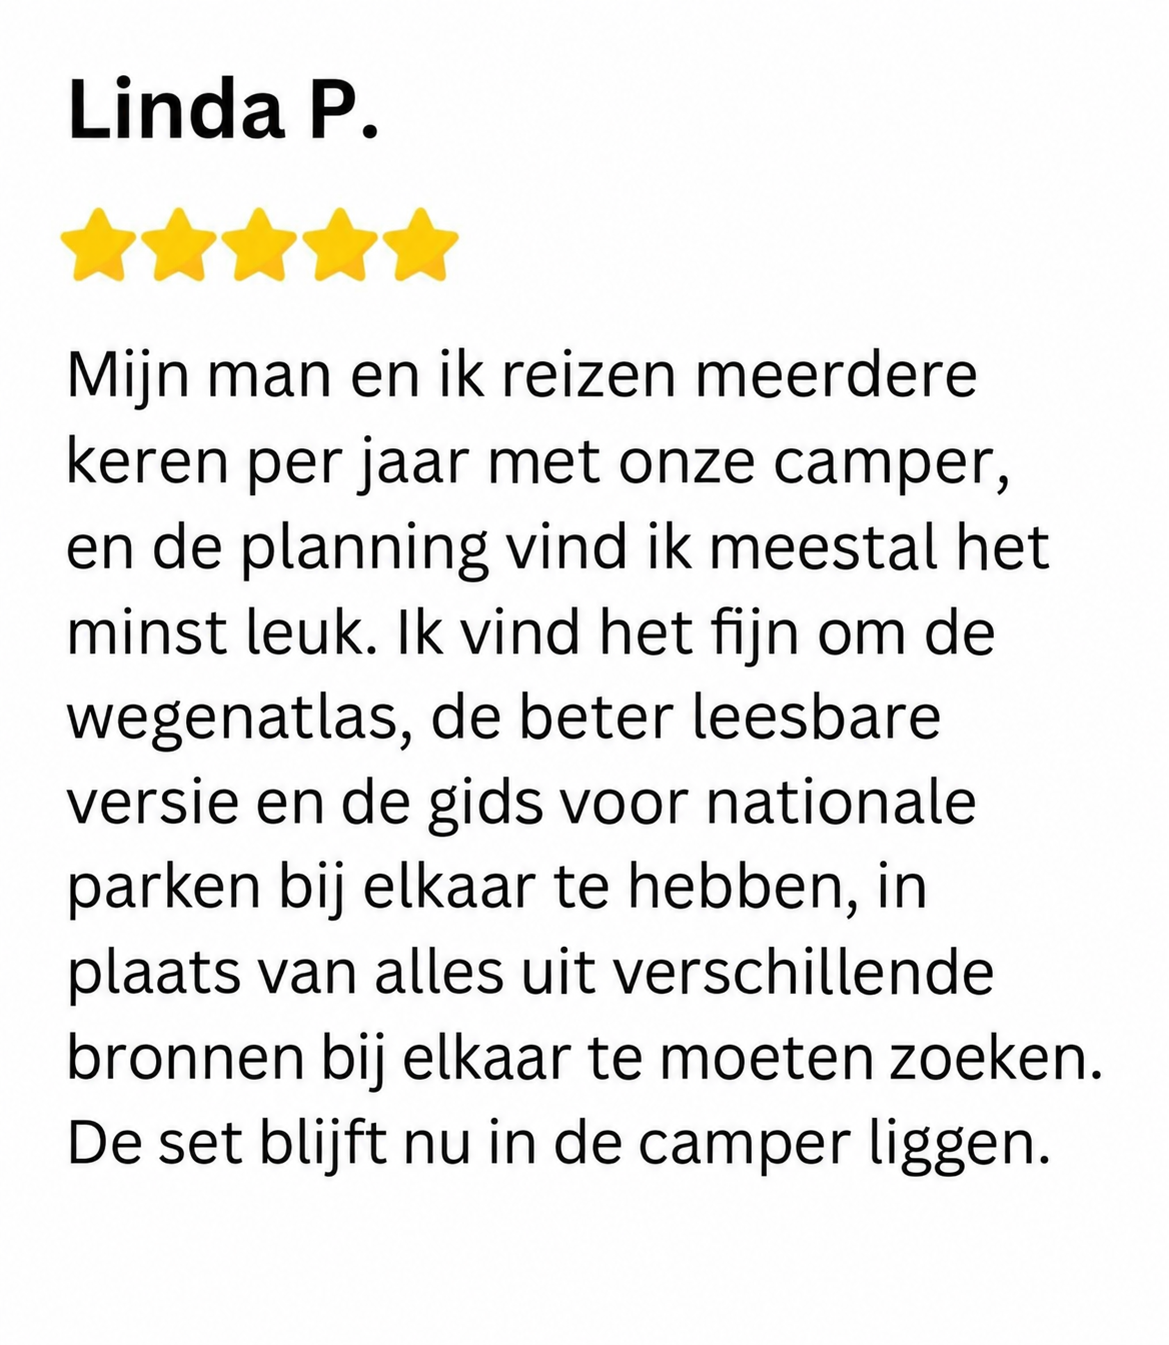 Linda P.
Mijn man en ik reizen meerdere
keren per jaar met onze camper,
en de planning vind ik meestal het
minst leuk. Ik vind het fijn om de
wegenatlas, de beter leesbare
versie en de gids voor nationale
parken bij elkaar te hebben, in
plaats van alles uit verschillende
bronnen bij elkaar te moeten zoeken.
De set blijft nu in de camper liggen.